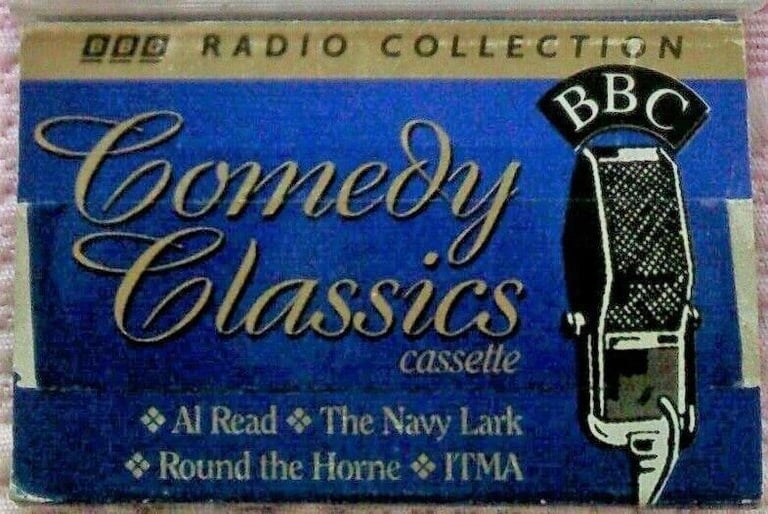 BBC RADIO COLLECTION
BBC
Comedy
Classics
cassette
❖ Al Read ❖ The Navy Lark
❖ Round the Horne ❖ ITMA